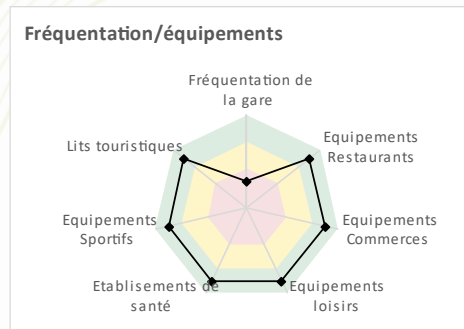 Fréquentation/équipements
Fréquentation de
la gare
Equipements
Restaurants
Equipements
Commerces
Equipements
loisirs
Etablisements de
santé
Equipements
Sportifs
Lits touristiques